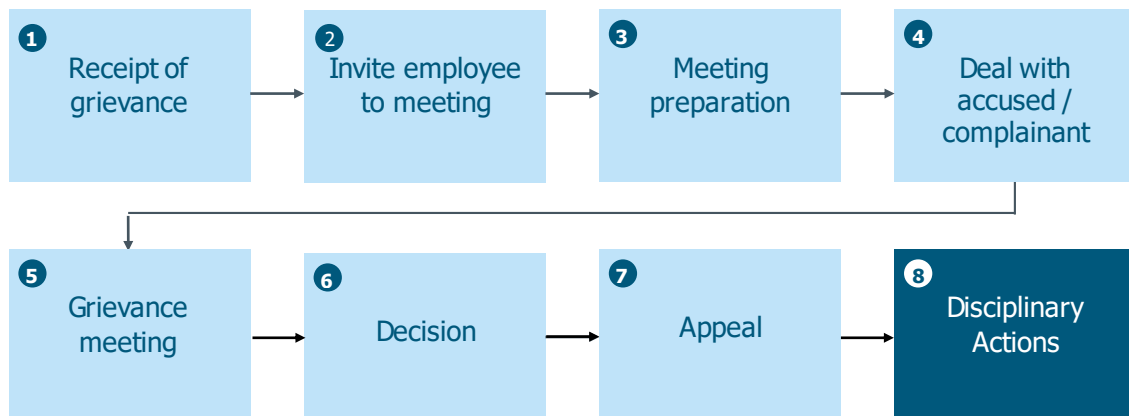 1
Receipt of
grievance
2
Invite employee
to meeting
3
Meeting
preparation
4
Deal with
accused /
complainant
5
Grievance
meeting
6
Decision
7
Appeal
8
Disciplinary
Actions